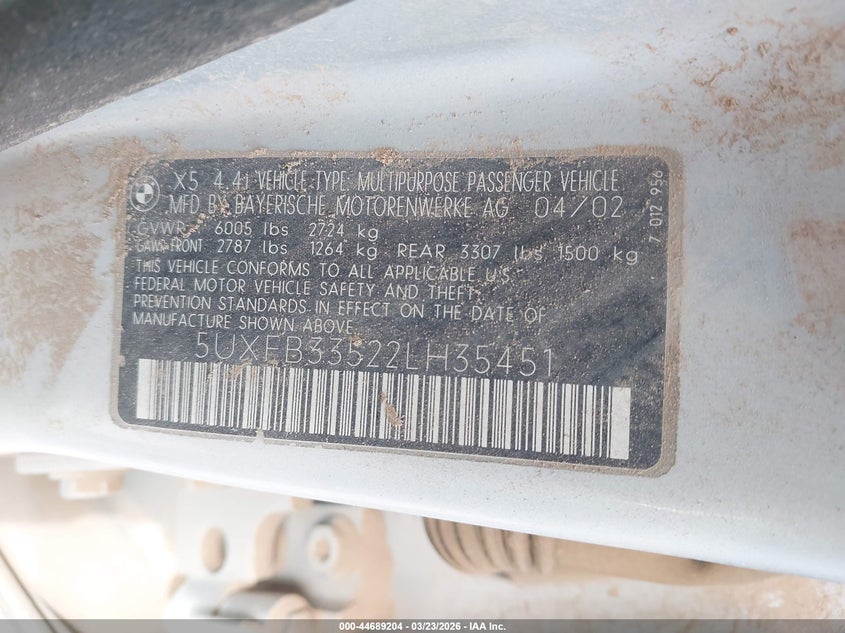 BMW
X5 4.4i VEHICLE TYPE: MULTIPURPOSE PASSENGER VEHICLE
MFD BY BAYERISCHE MOTORENWERKE AG 04/02
GVWR 6005 lbs 2724 kg
GAWR FRONT 2787 lbs 1264 kg REAR 3307 lbs 1500 kg
THIS VEHICLE CONFORMS TO ALL APPLICABLE U.S.
FEDERAL MOTOR VEHICLE SAFETY AND THEFT
PREVENTION STANDARDS IN EFFECT ON THE DATE OF
MANUFACTURE SHOWN ABOVE
5UXFB33522LH35451
7 012 956
000-44689204 | 03/23/2026 | IAA Inc.